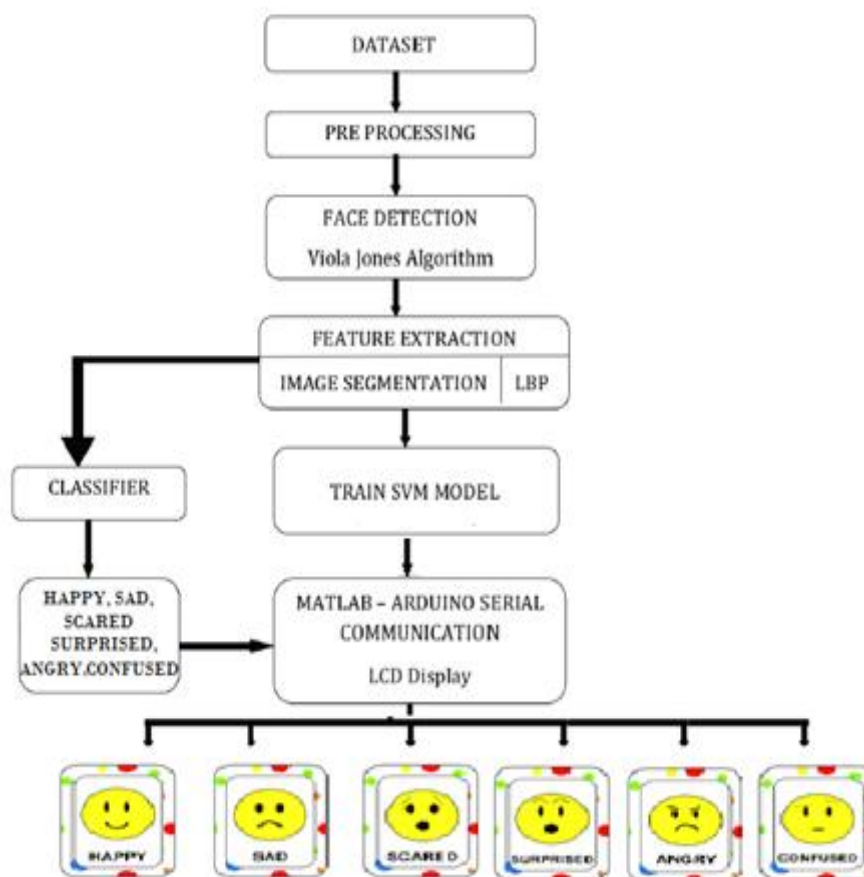 DATASET
PRE PROCESSING
FACE DETECTION
Viola Jones Algorithm
FEATURE EXTRACTION
IMAGE SEGMENTATION LBP
CLASSIFIER
TRAIN SVM MODEL
HAPPY, SAD,
SCARED
SURPRISED,
ANGRY,CONFUSED
MATLAB – ARDUINO SERIAL
COMMUNICATION
LCD Display
HAPPY
SAD
SCARED
SURPRISED
ANGRY
CONFUSED